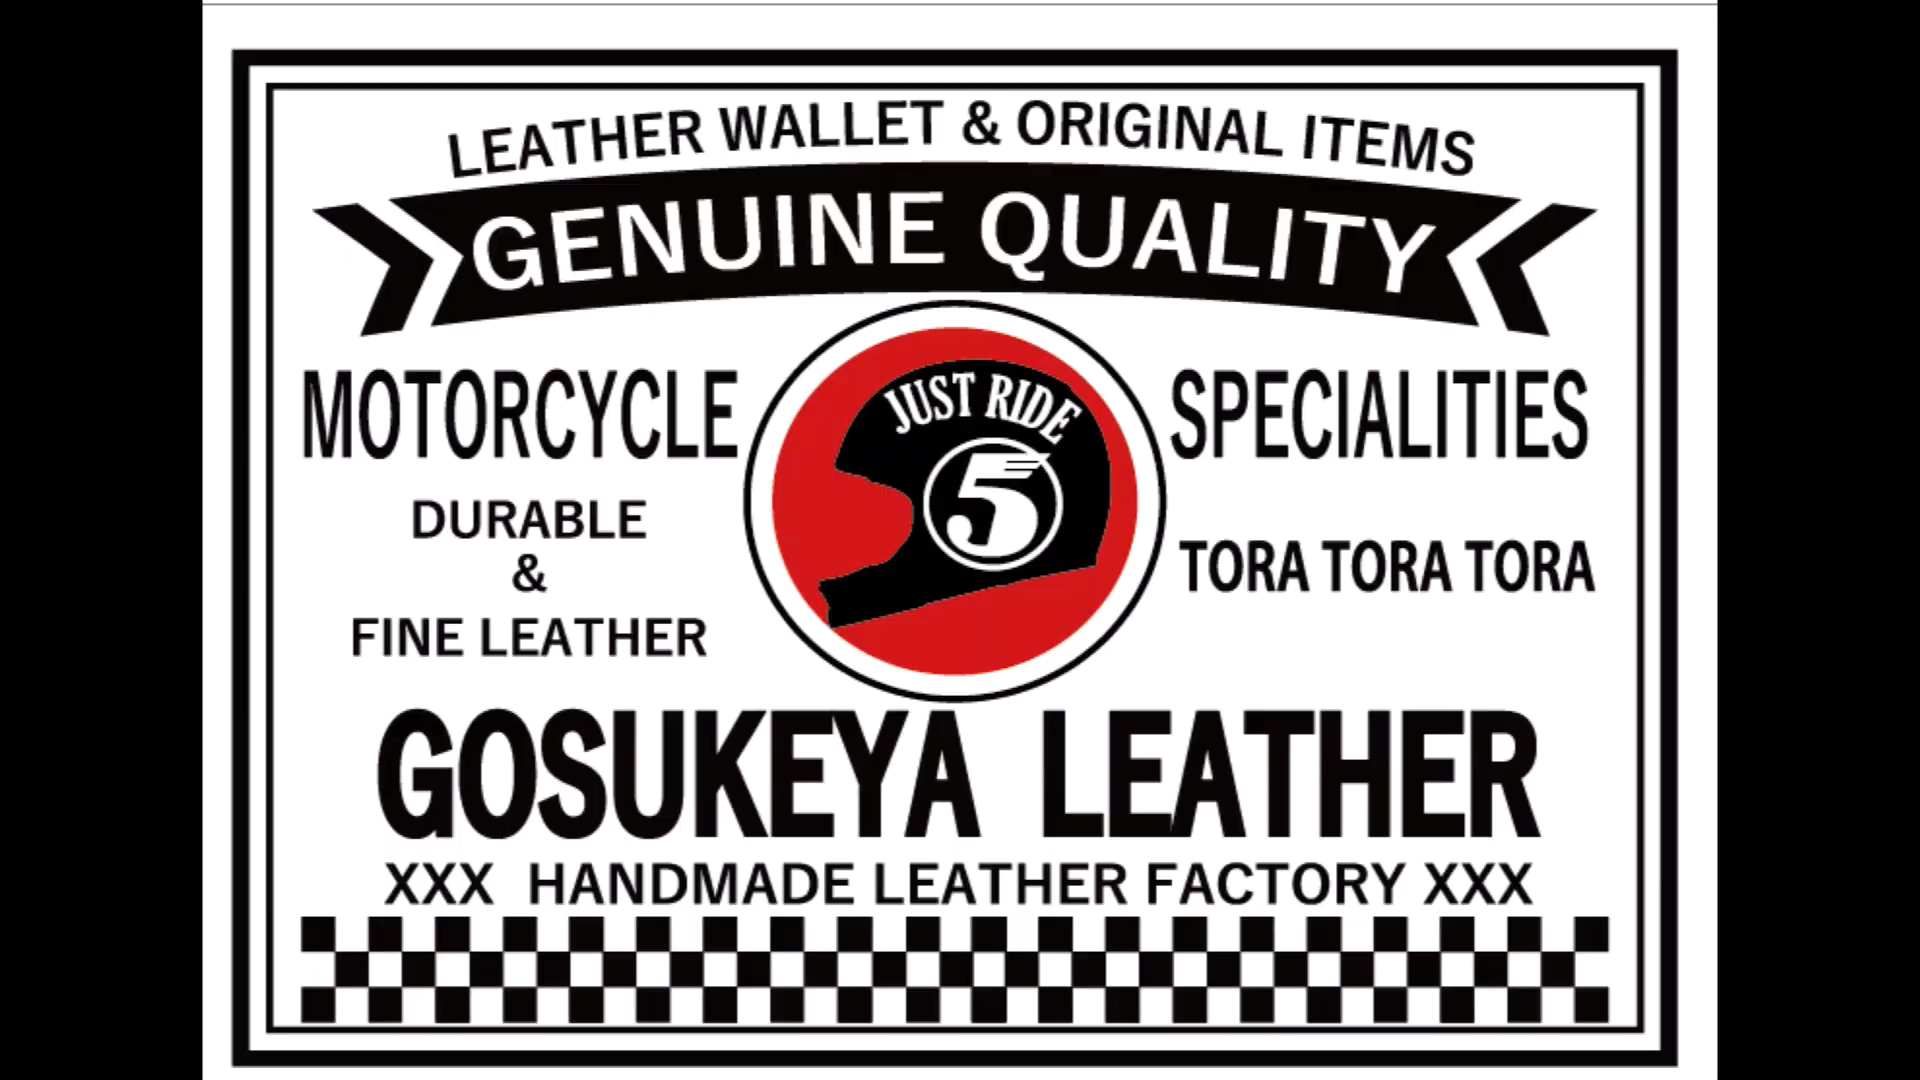 LEATHER WALLET & ORIGINAL ITEMS
GENUINE QUALITY
JUST RIDE
5
MOTORCYCLE
SPECIALITIES
DURABLE
&
FINE LEATHER
TORA TORA TORA
GOSUKEYA LEATHER
XXX HANDMADE LEATHER FACTORY XXX